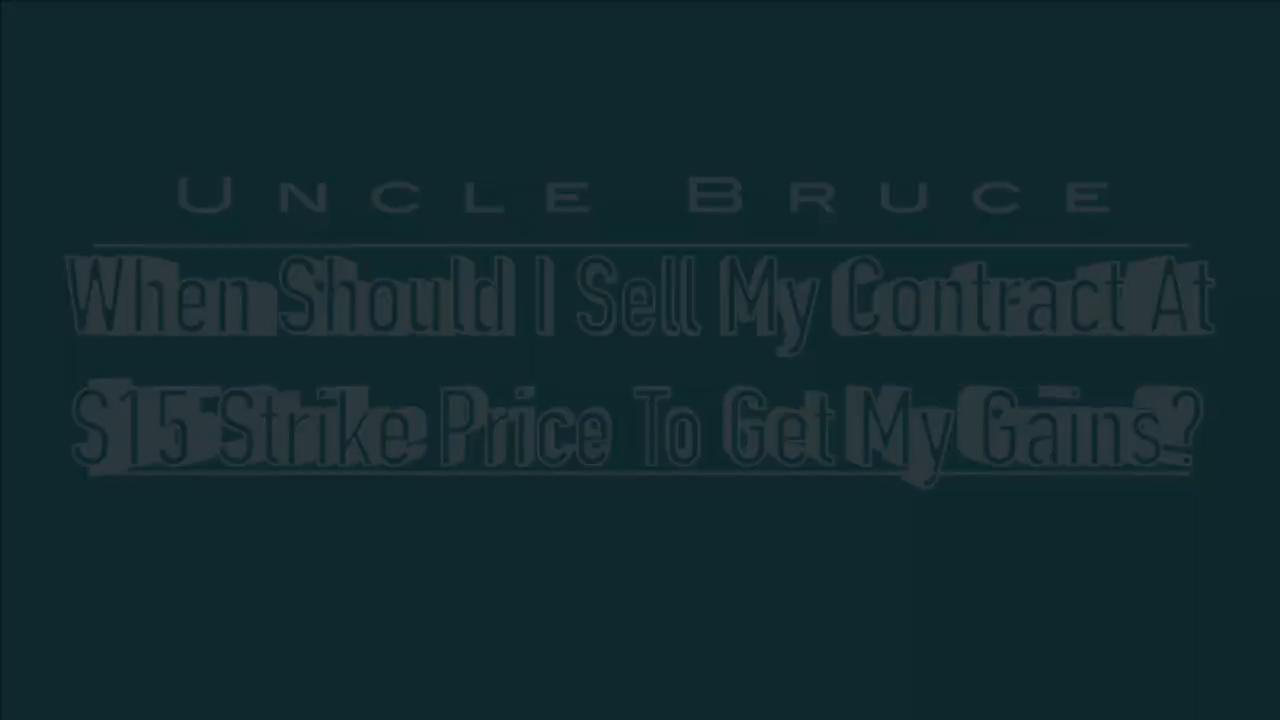 UNCLE BRUCE
When Should I Sell My Contract At
$15 Strike Price To Get My Gains?